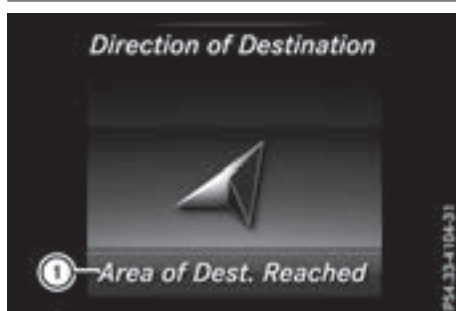 Direction of Destination
1 Area of Dest. Reached
P54.33-4104-31